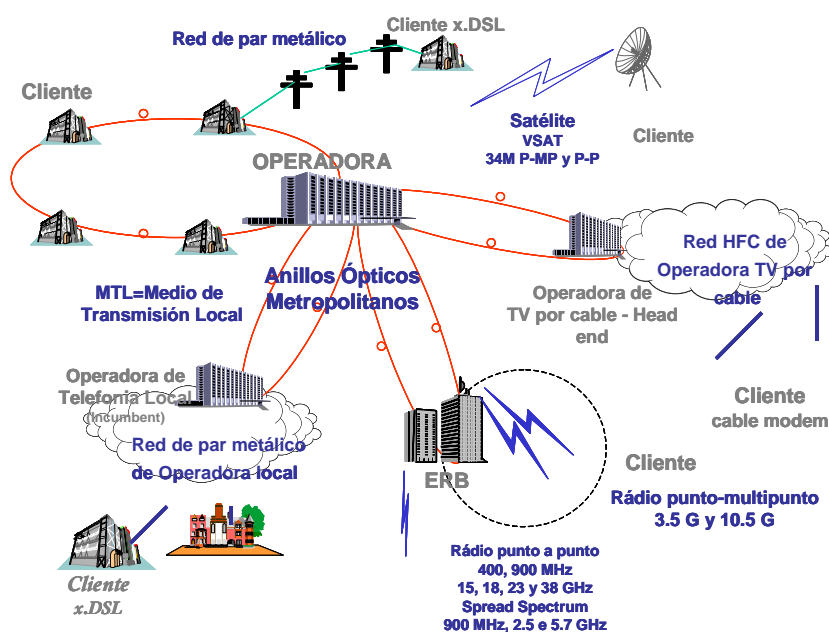 Cliente x.DSL
Red de par metálico
Cliente
Satélite
VSAT
34M P-MP y P-P
Cliente
OPERADORA
Red HFC de
Operadora TV por
cable
Anillos Ópticos
Metropolitanos
MTL=Medio de
Transmisión Local
Operadora de
TV por cable - Head
end
Operadora de
Telefonia Local
(Incumbent)
Cliente
cable modem
Red de par metálico
de Operadora local
Cliente
ERB
Rádio punto-multipunto
3.5 G y 10.5 G
Rádio punto a punto
400, 900 MHz
15, 18, 23 y 38 GHz
Spread Spectrum
900 MHz, 2.5 e 5.7 GHz
Cliente
x.DSL